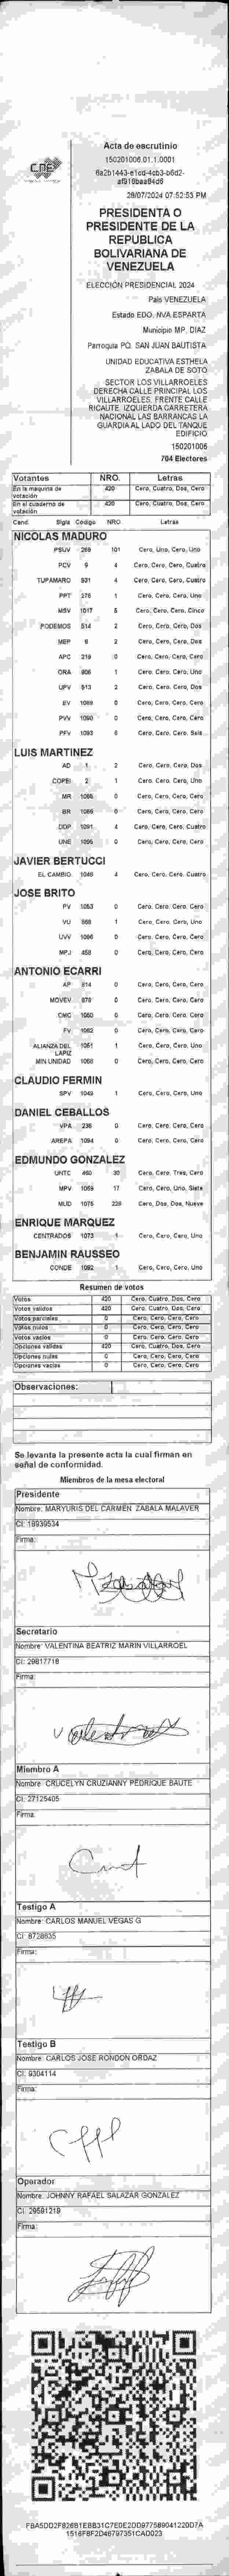 CNE
Acta de escrutinio
150201006.01.1.0001
28/07/2024 07:52:53 PM
PRESIDENTA O
PRESIDENTE DE LA
REPÚBLICA
BOLIVARIANA DE
VENEZUELA
ELECCIÓN PRESIDENCIAL 2024
País VENEZUELA
Estado EDO. NVA.ESPARTA
Municipio MP. DIAZ
Parroquia PQ. SAN JUAN BAUTISTA
UNIDAD EDUCATIVA ESTHELA
ZABALA DE SOTO
SECTOR LOS VILLARROELES
DERECHA CALLE PRINCIPAL LOS
VILLARROELES. FRENTE CALLE
RICAUTE. IZQUIERDA CARRETERA
NACIONAL LAS BARRANCAS LA
GUARDIA AL LADO DEL TANQUE
EDIFICIO
150201006
704 Electores
Votantes NRO. Letras
En la maquina de votación 420 Cero, Cuatro, Dos, Cero
En el cuaderno de votación 420 Cero, Cuatro, Dos, Cero
Cand. Sigla Código NRO Letras
NICOLAS MADURO
PSUV 269 101 Cero, Uno, Cero, Uno
PCV 9 4 Cero, Cero, Cero, Cuatro
TUPAMARO 931 4 Cero, Cero, Cero, Cuatro
PPT 276 1 Cero, Cero, Cero, Uno
MSV 1017 5 Cero, Cero, Cero, Cinco
PODEMOS 514 2 Cero, Cero, Cero, Dos
MEP 6 2 Cero, Cero, Cero, Dos
APC 219 0 Cero, Cero, Cero, Cero
ORA 906 1 Cero, Cero, Cero, Uno
UPV 513 2 Cero, Cero, Cero, Dos
EV 1089 0 Cero, Cero, Cero, Cero
PVV 1090 0 Cero, Cero, Cero, Cero
PFV 1093 6 Cero, Cero, Cero, Seis
LUIS MARTINEZ
AD 1 2 Cero, Cero, Cero, Dos
COPEI 2 1 Cero, Cero, Cero, Uno
MR 1066 0 Cero, Cero, Cero, Cero
BR 1086 0 Cero, Cero, Cero, Cero
DDP 1091 4 Cero, Cero, Cero, Cuatro
UNE 1095 0 Cero, Cero, Cero, Cero
JAVIER BERTUCCI
EL CAMBIO 1048 4 Cero, Cero, Cero, Cuatro
JOSE BRITO
PV 1053 0 Cero, Cero, Cero, Cero
VU 868 1 Cero, Cero, Cero, Uno
UVV 1096 0 Cero, Cero, Cero, Cero
MPJ 458 0 Cero, Cero, Cero, Cero
ANTONIO ECARRI
AP 814 0 Cero, Cero, Cero, Cero
MOVEV 878 0 Cero, Cero, Cero, Cero
CMC 1060 0 Cero, Cero, Cero, Cero
FV 1082 0 Cero, Cero, Cero, Cero
ALIANZA DEL LAPIZ 1051 1 Cero, Cero, Cero, Uno
MIN UNIDAD 1068 0 Cero, Cero, Cero, Cero
CLAUDIO FERMIN
SPV 1049 1 Cero, Cero, Cero, Uno
DANIEL CEBALLOS
VPA 236 0 Cero, Cero, Cero, Cero
AREPA 1094 0 Cero, Cero, Cero, Cero
EDMUNDO GONZALEZ
UNTC 460 30 Cero, Cero, Tres, Cero
MPV 1069 17 Cero, Cero, Uno, Siete
MUD 1075 229 Cero, Dos, Dos, Nueve
ENRIQUE MARQUEZ
CENTRADOS 1073 1 Cero, Cero, Cero, Uno
BENJAMIN RAUSSEO
CONDE 1092 1 Cero, Cero, Cero, Uno
Resumen de votos
Votos 420 Cero, Cuatro, Dos, Cero
Votos validos 420 Cero, Cuatro, Dos, Cero
Votos parciales 0 Cero, Cero, Cero, Cero
Votos nulos 0 Cero, Cero, Cero, Cero
Votos vacios 0 Cero, Cero, Cero, Cero
Opciones validas 420 Cero, Cuatro, Dos, Cero
Opciones nulas 0 Cero, Cero, Cero, Cero
Opciones vacias 0 Cero, Cero, Cero, Cero
Observaciones:
Se levanta la presente acta la cual firman en
señal de conformidad.
Miembros de la mesa electoral
Presidente
Nombre: MARYURIS DEL CARMEN ZABALA MALAVER
CI: 16939534
Firma:
Secretario
Nombre: VALENTINA BEATRIZ MARIN VILLARROEL
CI: 29817718
Firma:
Miembro A
Nombre: CRUCELYN CRUZIANNY PEDRIQUE BAUTE
CI: 27125405
Firma:
Testigo A
Nombre: CARLOS MANUEL VEGAS G
CI: 8728835
Firma:
Testigo B
Nombre: CARLOS JOSE RONDON ORDAZ
CI: 9304114
Firma:
Operador
Nombre: JOHNNY RAFAEL SALAZAR GONZALEZ
CI: 29591219
Firma: